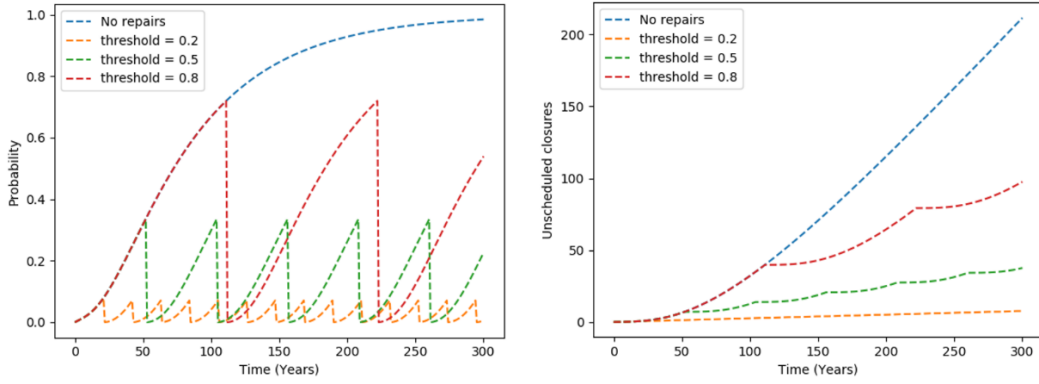 No repairs
threshold = 0.2
threshold = 0.5
threshold = 0.8
1.0
0.8
0.6
0.4
0.2
0.0
Probability
0 50 100 150 200 250 300
Time (Years)
No repairs
threshold = 0.2
threshold = 0.5
threshold = 0.8
200
150
100
50
0
Unscheduled closures
0 50 100 150 200 250 300
Time (Years)